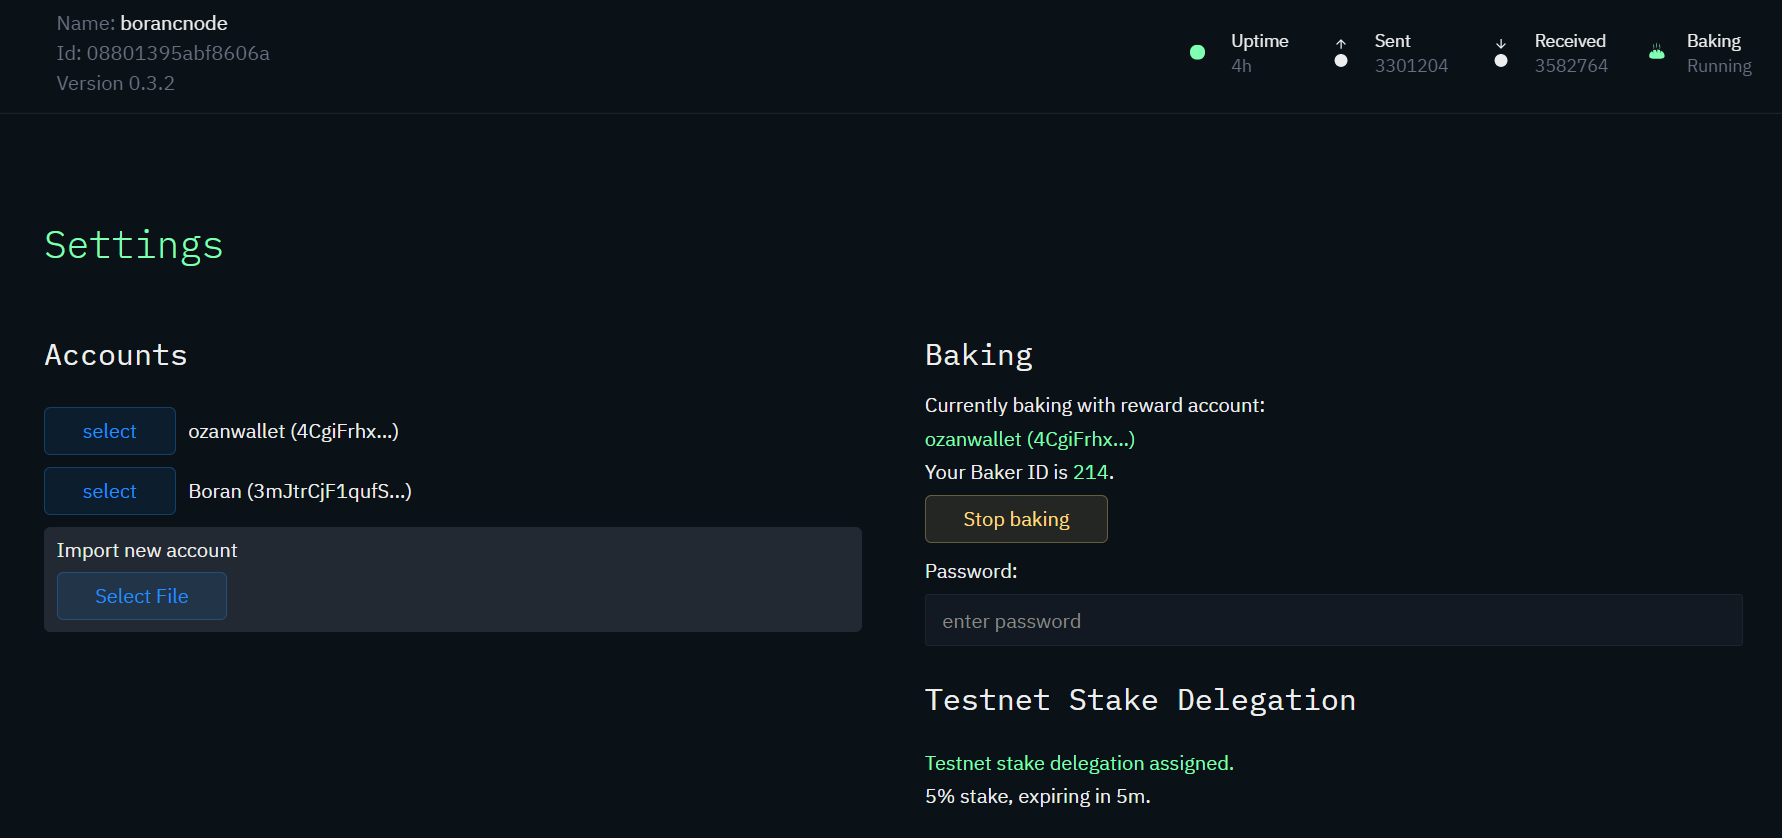 Name: borancnode
Id: 08801395abf8606a
Version 0.3.2
Uptime
4h
Sent
3301204
Received
3582764
Baking
Running
Settings
Accounts
select ozanwallet (4CgiFrhx...)
select Boran (3mJtrCjF1qufS...)
Import new account
Select File
Baking
Currently baking with reward account:
ozanwallet (4CgiFrhx...)
Your Baker ID is 214.
Stop baking
Password:
enter password
Testnet Stake Delegation
Testnet stake delegation assigned.
5% stake, expiring in 5m.